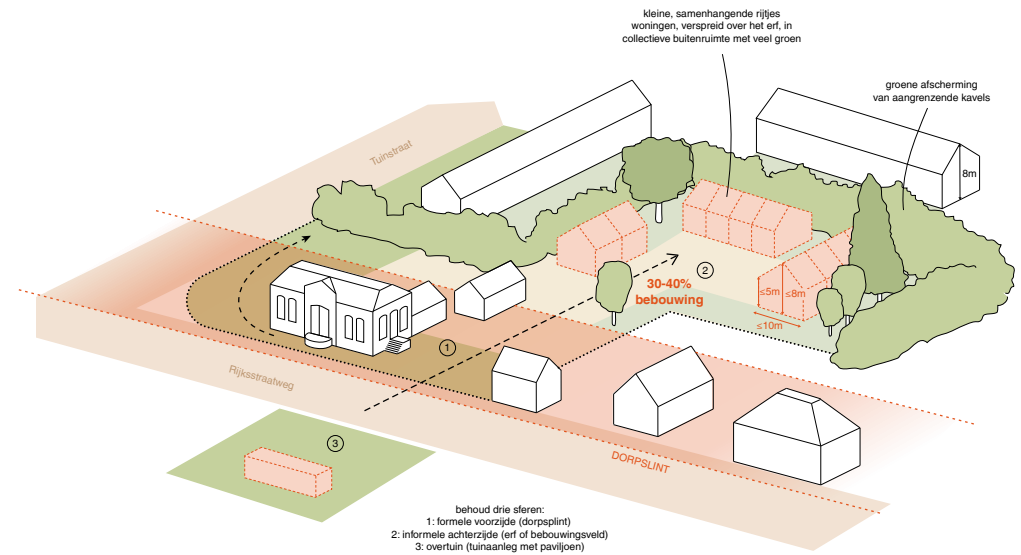 kleine, samenhangende rijtjes
woningen, verspreid over het erf, in
collectieve buitenruimte met veel groen
groene afscherming
van aangrenzende kavels
Tuinstraat
8m
2
30-40%
bebouwing
≤5m
≤8m
≤10m
1
Rijksstraatweg
3
DORPSLINT
behoud drie sferen:
1: formele voorzijde (dorpsplint)
2: informele achterzijde (erf of bebouwingsveld)
3: overtuin (tuinaanleg met paviljoen)